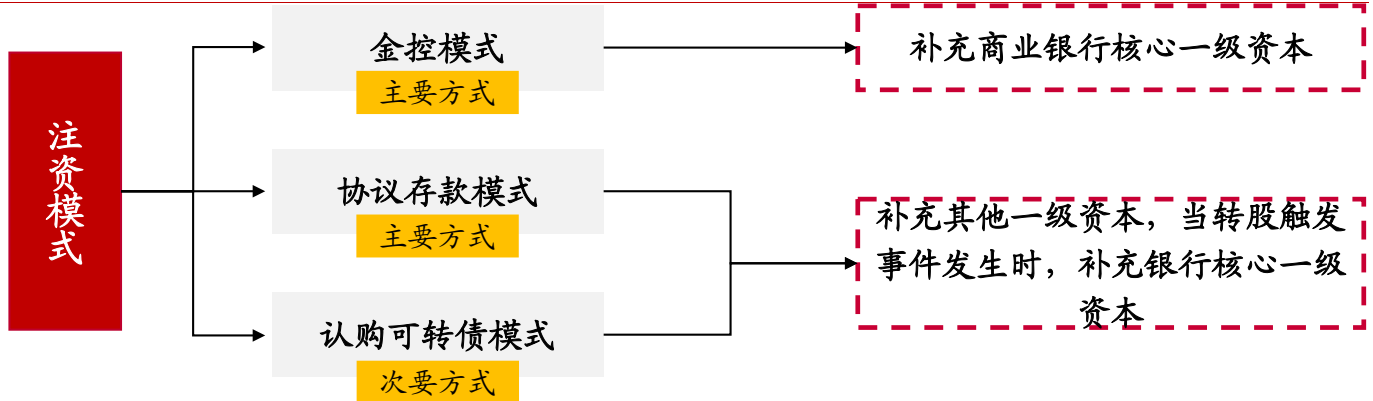 注资模式
金控模式
主要方式
补充商业银行核心一级资本
协议存款模式
主要方式
认购可转债模式
次要方式
补充其他一级资本，当转股触发
事件发生时，补充银行核心一级
资本